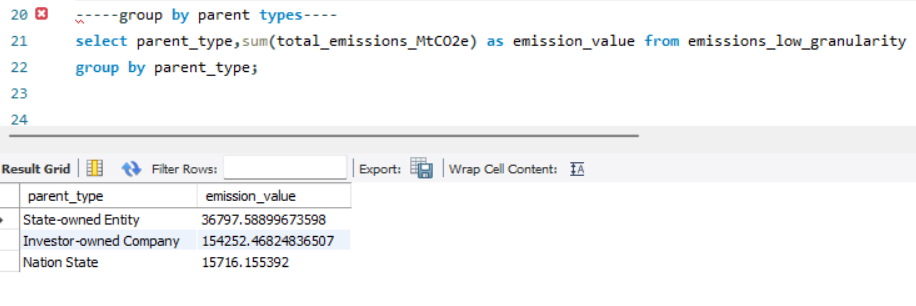 20 -----group by parent types----
21 select parent_type,sum(total_emissions_MtCO2e) as emission_value from emissions_low_granularity
22 group by parent_type;
23
24
Result Grid Filter Rows: Export: Wrap Cell Content: IA
parent_type emission_value
State-owned Entity 36797.58899673598
Investor-owned Company 154252.46824836507
Nation State 15716.155392